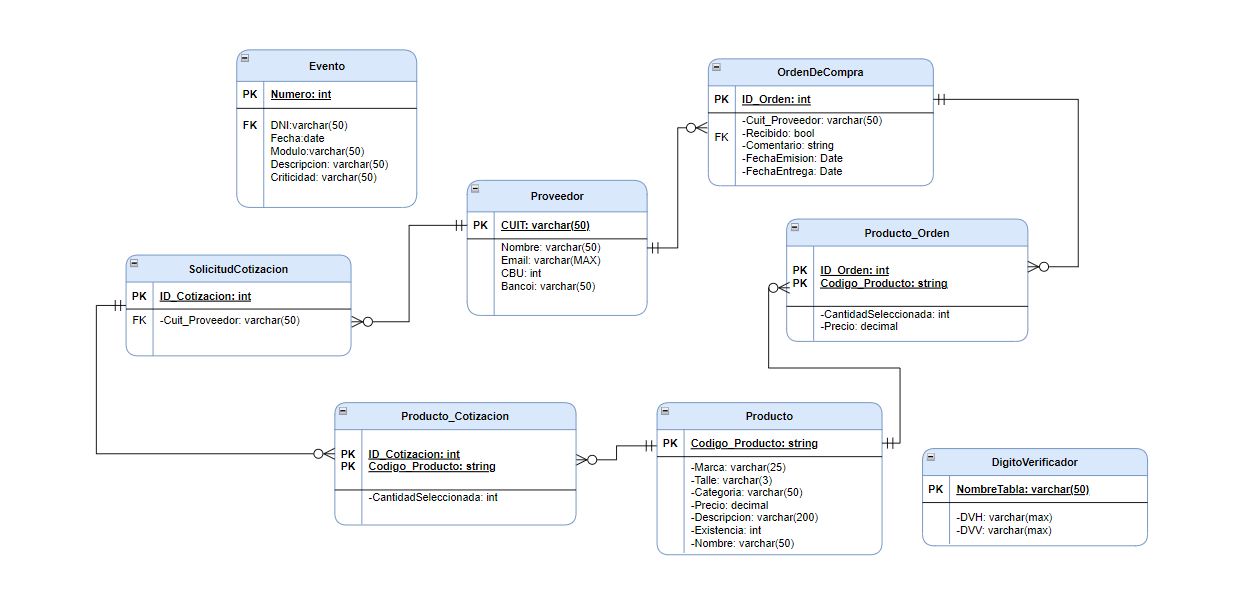 Evento
PK Numero: int
FK DNI:varchar(50)
Fecha:date
Modulo:varchar(50)
Descripcion: varchar(50)
Criticidad: varchar(50)
OrdenDeCompra
PK ID_Orden: int
-Cuit_Proveedor: varchar(50)
FK -Recibido: bool
-Comentario: string
-FechaEmision: Date
-FechaEntrega: Date
Proveedor
PK CUIT: varchar(50)
Nombre: varchar(50)
Email: varchar(MAX)
CBU: int
Bancoi: varchar(50)
Producto_Orden
PK ID_Orden: int
PK Codigo_Producto: string
-CantidadSeleccionada: int
-Precio: decimal
SolicitudCotizacion
PK ID_Cotizacion: int
FK -Cuit_Proveedor: varchar(50)
Producto_Cotizacion
PK ID_Cotizacion: int
PK Codigo_Producto: string
-CantidadSeleccionada: int
Producto
PK Codigo_Producto: string
-Marca: varchar(25)
-Talle: varchar(3)
-Categoria: varchar(50)
-Precio: decimal
-Descripcion: varchar(200)
-Existencia: int
-Nombre: varchar(50)
DigitoVerificador
PK NombreTabla: varchar(50)
-DVH: varchar(max)
-DVV: varchar(max)